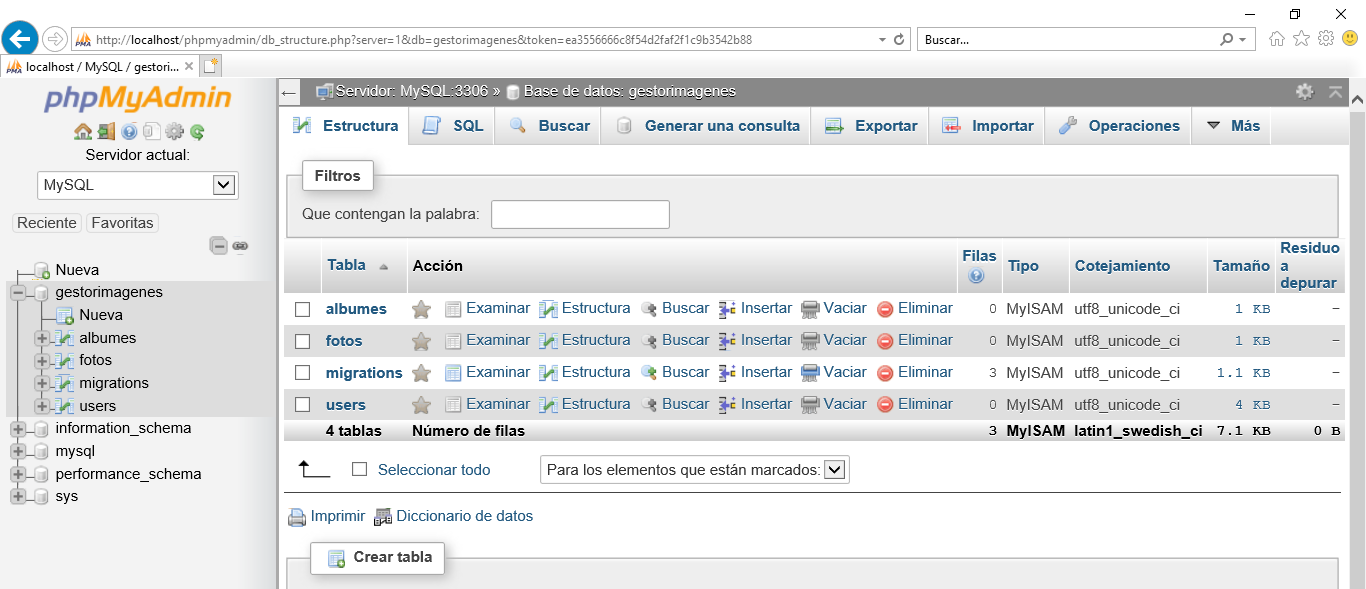 http://localhost/phpmyadmin/db_structure.php?server=1&db=gestorimagenes&token=ea3556666c8f54d2faf2f1c9b3542b88
Buscar...
localhost / MySQL / gestori...
phpMyAdmin
Servidor actual:
MySQL
Reciente Favoritas
Nueva
gestorimagenes
Nueva
albumes
fotos
migrations
users
information_schema
mysql
performance_schema
sys
Servidor: MySQL:3306 » Base de datos: gestorimagenes
Estructura SQL Buscar Generar una consulta Exportar Importar Operaciones Más
Filtros
Que contengan la palabra:
Tabla Acción Filas Tipo Cotejamiento Tamaño Residuo a depurar
albumes Examinar Estructura Buscar Insertar Vaciar Eliminar 0 MyISAM utf8_unicode_ci 1 KB –
fotos Examinar Estructura Buscar Insertar Vaciar Eliminar 0 MyISAM utf8_unicode_ci 1 KB –
migrations Examinar Estructura Buscar Insertar Vaciar Eliminar 3 MyISAM utf8_unicode_ci 1.1 KB –
users Examinar Estructura Buscar Insertar Vaciar Eliminar 0 MyISAM utf8_unicode_ci 4 KB –
4 tablas Número de filas 3 MyISAM latin1_swedish_ci 7.1 KB 0 B
Seleccionar todo Para los elementos que están marcados:
Imprimir Diccionario de datos
Crear tabla